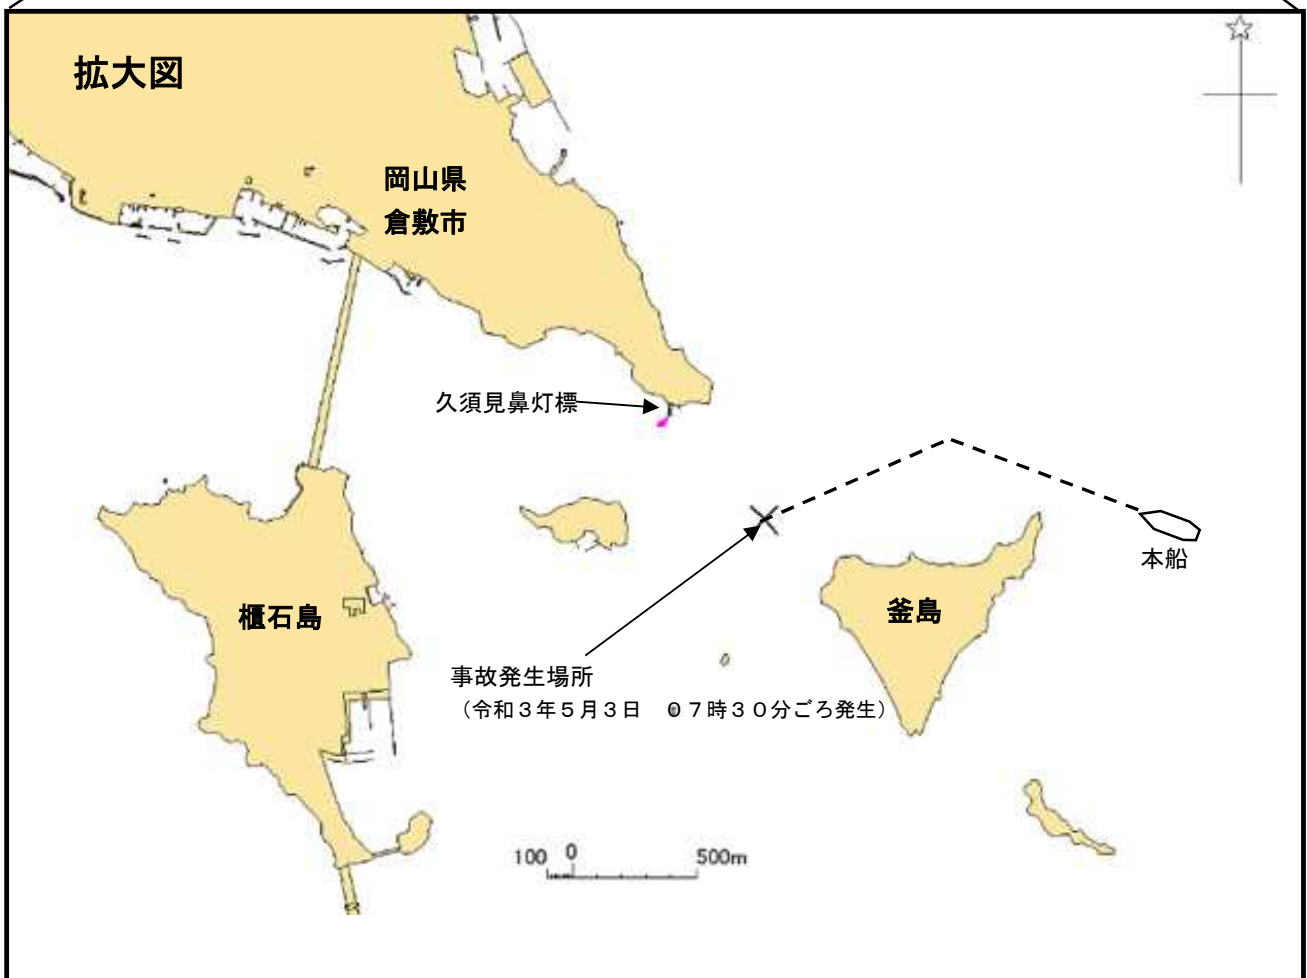 拡大図
岡山県
倉敷市
久須見鼻灯標
本船
櫃石島
釜島
事故発生場所
（令和３年５月３日　０７時３０分ごろ発生）
100 0 500m